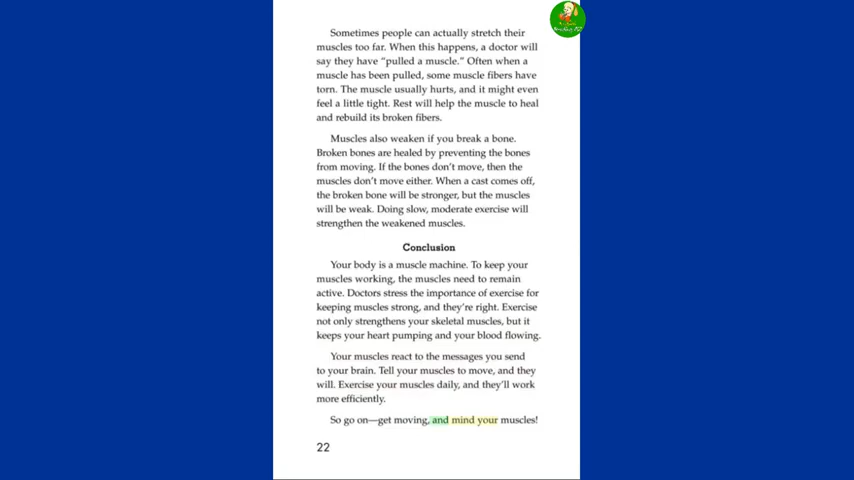 Sometimes people can actually stretch their
muscles too far. When this happens, a doctor will
say they have “pulled a muscle.” Often when a
muscle has been pulled, some muscle fibers have
torn. The muscle usually hurts, and it might even
feel a little tight. Rest will help the muscle to heal
and rebuild its broken fibers.
Muscles also weaken if you break a bone.
Broken bones are healed by preventing the bones
from moving. If the bones don’t move, then the
muscles don’t move either. When a cast comes off,
the broken bone will be stronger, but the muscles
will be weak. Doing slow, moderate exercise will
strengthen the weakened muscles.
Conclusion
Your body is a muscle machine. To keep your
muscles working, the muscles need to remain
active. Doctors stress the importance of exercise for
keeping muscles strong, and they’re right. Exercise
not only strengthens your skeletal muscles, but it
keeps your heart pumping and your blood flowing.
Your muscles react to the messages you send
to your brain. Tell your muscles to move, and they
will. Exercise your muscles daily, and they’ll work
more efficiently.
So go on—get moving, and mind your muscles!
22